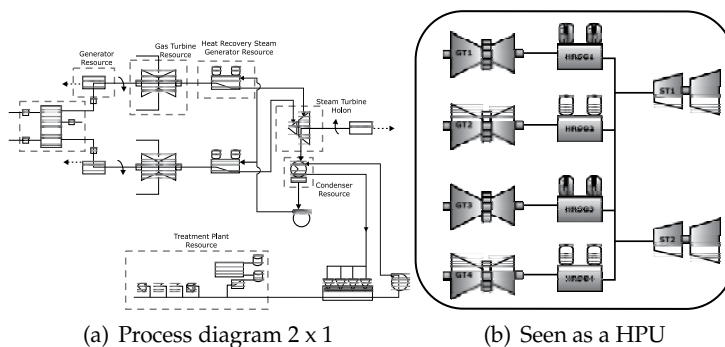 Generator
Resource
Gas Turbine
Resource
Heat Recovery Steam
Generator Resource
Steam Turbine
Holon
Condenser
Resource
Treatment Plant
Resource
GT1
HRSG1
ST1
GT2
HRSG2
GT3
HRSG3
ST2
GT4
HRSG4
(a) Process diagram 2 x 1
(b) Seen as a HPU